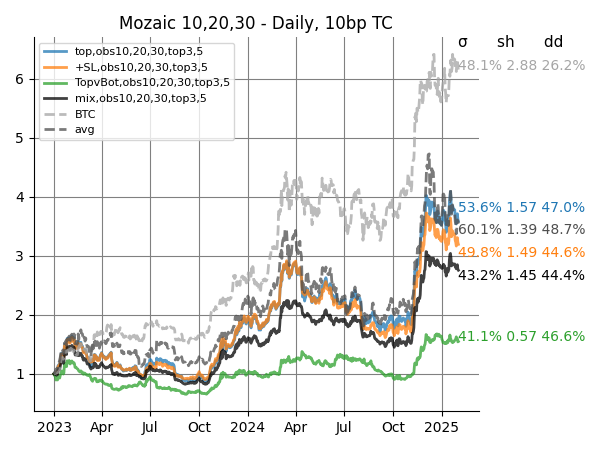 Mozaic 10,20,30 - Daily, 10bp TC
σ sh dd
top,obs10,20,30,top3,5
+SL,obs10,20,30,top3,5
TopvBot,obs10,20,30,top3,5
mix,obs10,20,30,top3,5
BTC
avg
48.1% 2.88 26.2%
53.6% 1.57 47.0%
60.1% 1.39 48.7%
49.8% 1.49 44.6%
43.2% 1.45 44.4%
41.1% 0.57 46.6%
6
5
4
3
2
1
2023 Apr Jul Oct 2024 Apr Jul Oct 2025